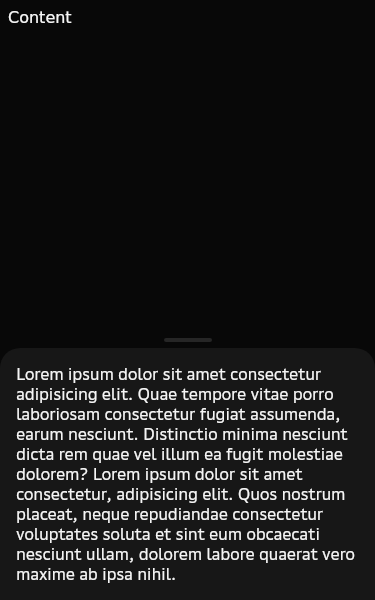 Content
Lorem ipsum dolor sit amet consectetur
adipisicing elit. Quae tempore vitae porro
laboriosam consectetur fugiat assumenda,
earum nesciunt. Distinctio minima nesciunt
dicta rem quae vel illum ea fugit molestiae
dolorem? Lorem ipsum dolor sit amet
consectetur, adipisicing elit. Quos nostrum
placeat, neque repudiandae consectetur
voluptates soluta et sint eum obcaecati
nesciunt ullam, dolorem labore quaerat vero
maxime ab ipsa nihil.